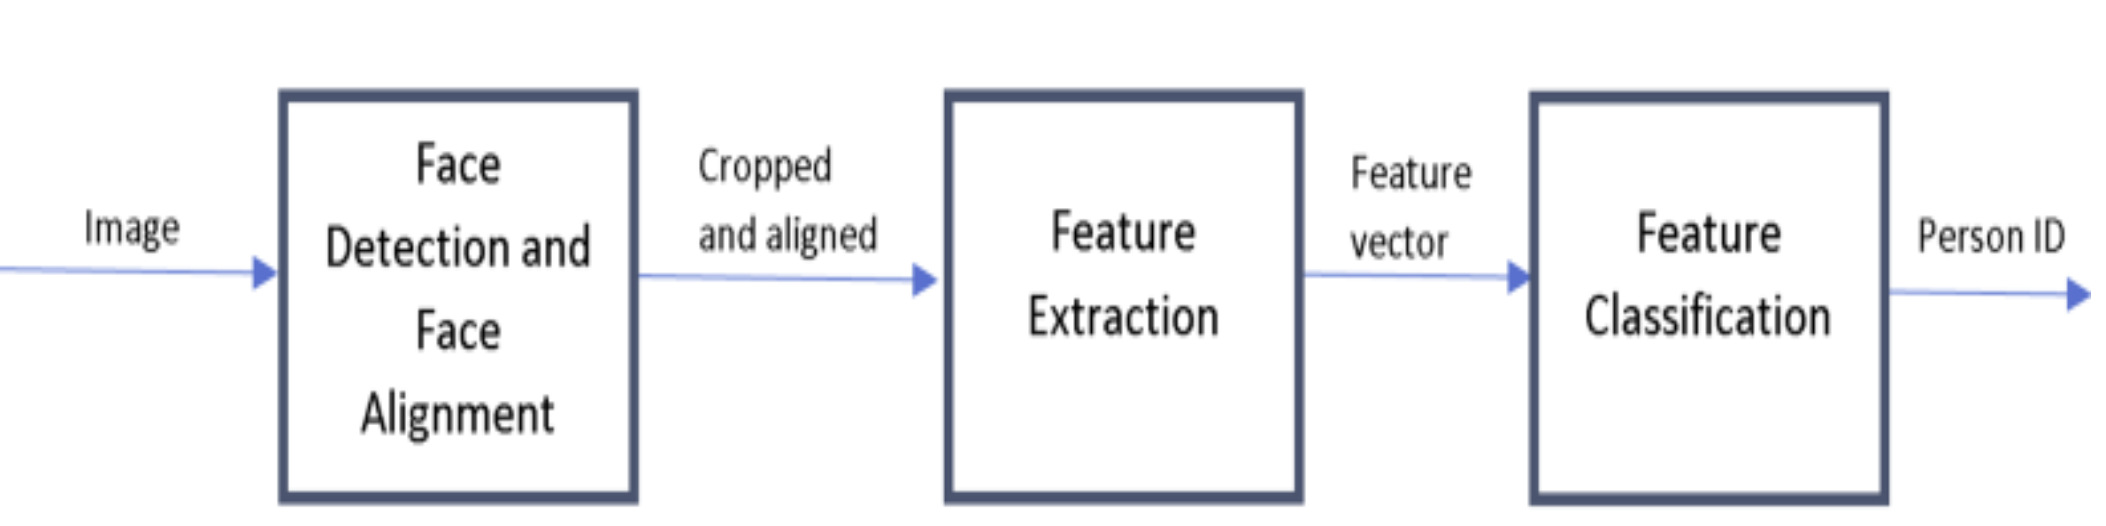 Image
Face
Detection and
Face
Alignment
Cropped
and aligned
Feature
Extraction
Feature
vector
Feature
Classification
Person ID